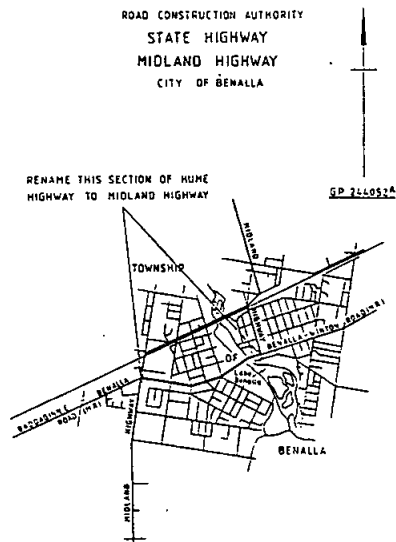 ROAD CONSTRUCTION AUTHORITY
STATE HIGHWAY
MIDLAND HIGHWAY
CITY OF BENALLA
RENAME THIS SECTION OF HUME
HIGHWAY TO MIDLAND HIGHWAY
GP 244052A
MIDLAND
TOWNSHIP
HIGHWAY
BENALLA-WINTON ROAD(M.R)
OF
BENALLA
ROAD (M.R)
HIGHWAY
BENALLA
MIDLAND